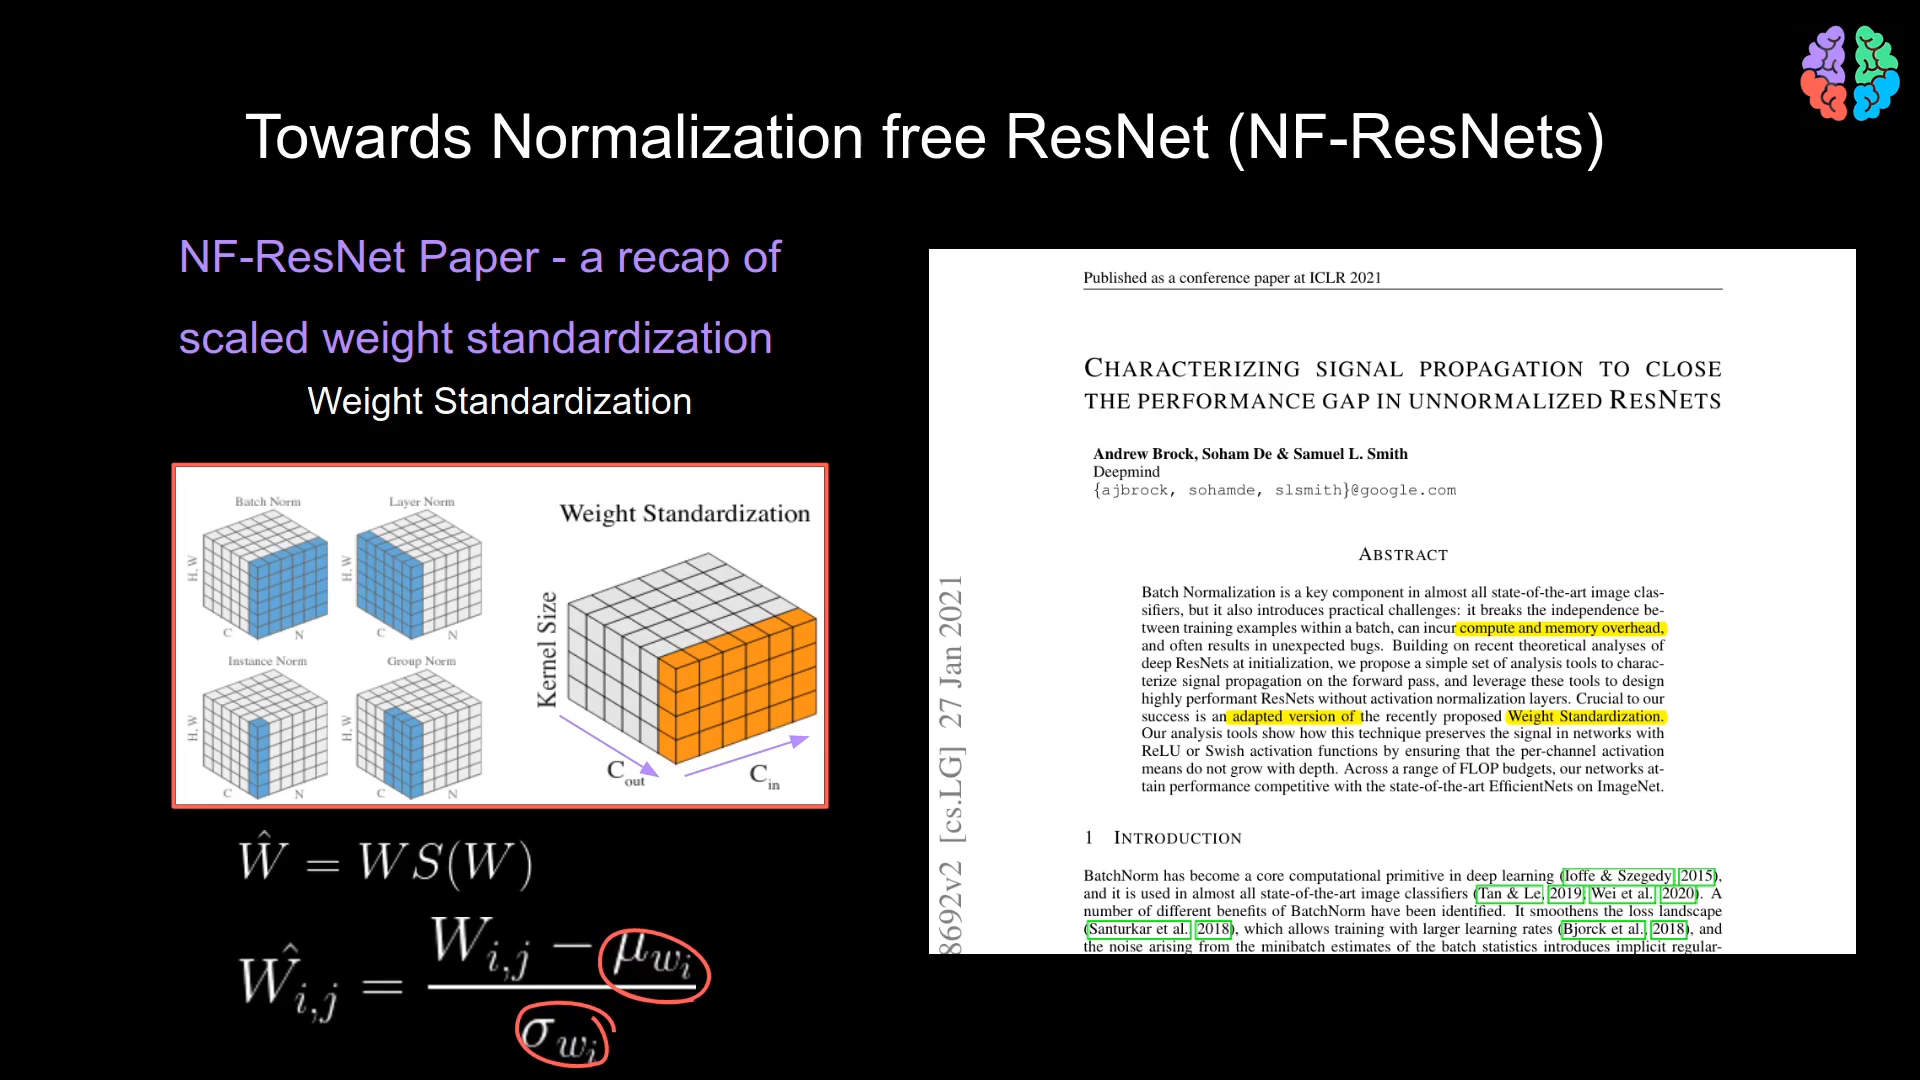 Towards Normalization free ResNet (NF-ResNets)
NF-ResNet Paper - a recap of
scaled weight standardization
Weight Standardization
Batch Norm
H, W
C
N
Layer Norm
H, W
C
N
Instance Norm
H, W
C
N
Group Norm
H, W
C
N
Weight Standardization
Kernel Size
C_out
C_in
Ŵ = WS(W)
Ŵ_{i,j} = (W_{i,j} − μ_{w_i}) / σ_{w_i}
Published as a conference paper at ICLR 2021
CHARACTERIZING SIGNAL PROPAGATION TO CLOSE
THE PERFORMANCE GAP IN UNNORMALIZED RESNETS
Andrew Brock, Soham De & Samuel L. Smith
Deepmind
{ajbrock, sohamde, slsmith}@google.com
ABSTRACT
Batch Normalization is a key component in almost all state-of-the-art image clas-
sifiers, but it also introduces practical challenges: it breaks the independence be-
tween training examples within a batch, can incur compute and memory overhead,
and often results in unexpected bugs. Building on recent theoretical analyses of
deep ResNets at initialization, we propose a simple set of analysis tools to charac-
terize signal propagation on the forward pass, and leverage these tools to design
highly performant ResNets without activation normalization layers. Crucial to our
success is an adapted version of the recently proposed Weight Standardization.
Our analysis tools show how this technique preserves the signal in networks with
ReLU or Swish activation functions by ensuring that the per-channel activation
means do not grow with depth. Across a range of FLOP budgets, our networks at-
tain performance competitive with the state-of-the-art EfficientNets on ImageNet.
1 INTRODUCTION
BatchNorm has become a core computational primitive in deep learning (Ioffe & Szegedy, 2015),
and it is used in almost all state-of-the-art image classifiers (Tan & Le, 2019; Wei et al., 2020). A
number of different benefits of BatchNorm have been identified. It smoothens the loss landscape
(Santurkar et al., 2018), which allows training with larger learning rates (Bjorck et al., 2018), and
the noise arising from the minibatch estimates of the batch statistics introduces implicit regular-
8692v2 [cs.LG] 27 Jan 2021